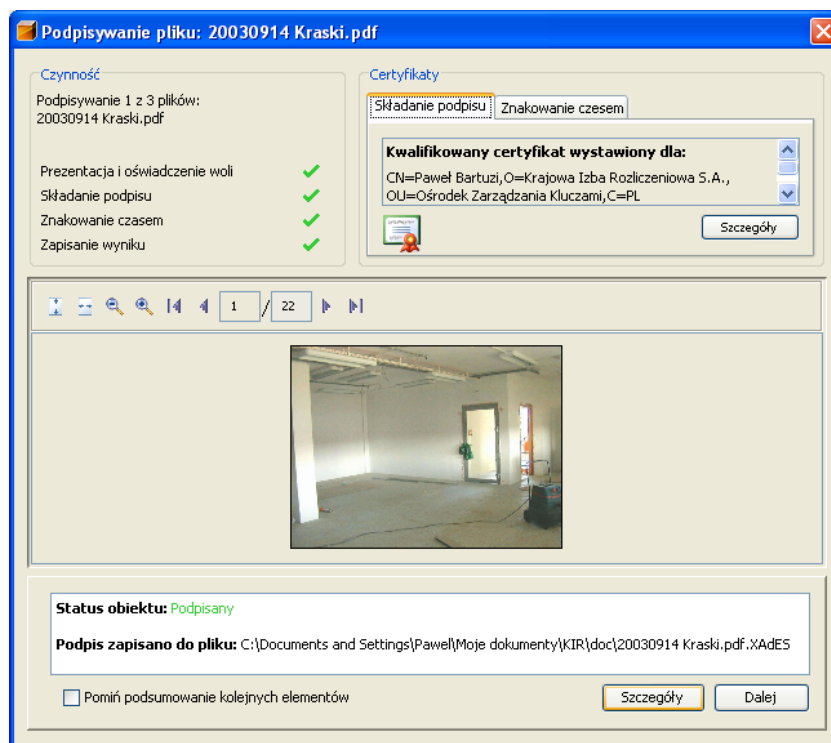 Podpisywanie pliku: 20030914 Kraski.pdf
Czynność
Podpisywanie 1 z 3 plików:
20030914 Kraski.pdf
Prezentacja i oświadczenie woli
Składanie podpisu
Znakowanie czasem
Zapisanie wyniku
Certyfikaty
Składanie podpisu
Znakowanie czesem
Kwalifikowany certyfikat wystawiony dla:
CN=Paweł Bartuzi,O=Krajowa Izba Rozliczeniowa S.A.,
OU=Ośrodek Zarządzania Kluczami,C=PL
Szczegóły
1 / 22
Status obiektu: Podpisany
Podpis zapisano do pliku: C:\Documents and Settings\Pawel\Moje dokumenty\KIR\doc\20030914 Kraski.pdf.XAdES
Pomiń podsumowanie kolejnych elementów
Szczegóły
Dalej